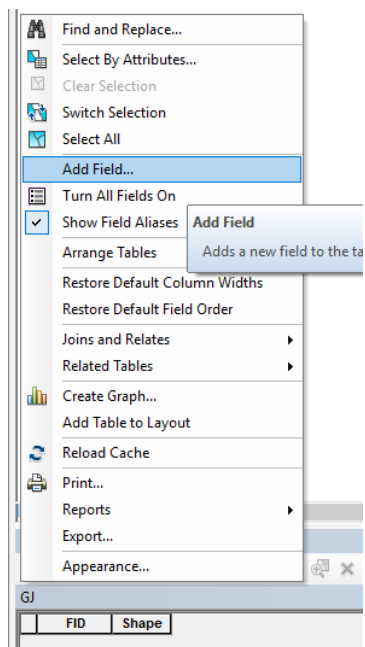 Find and Replace...
Select By Attributes...
Clear Selection
Switch Selection
Select All
Add Field...
Turn All Fields On
Show Field Aliases
Add Field
Arrange Tables
Adds a new field to the ta
Restore Default Column Widths
Restore Default Field Order
Joins and Relates
Related Tables
Create Graph...
Add Table to Layout
Reload Cache
Print...
Reports
Export...
Appearance...
GJ
FID Shape